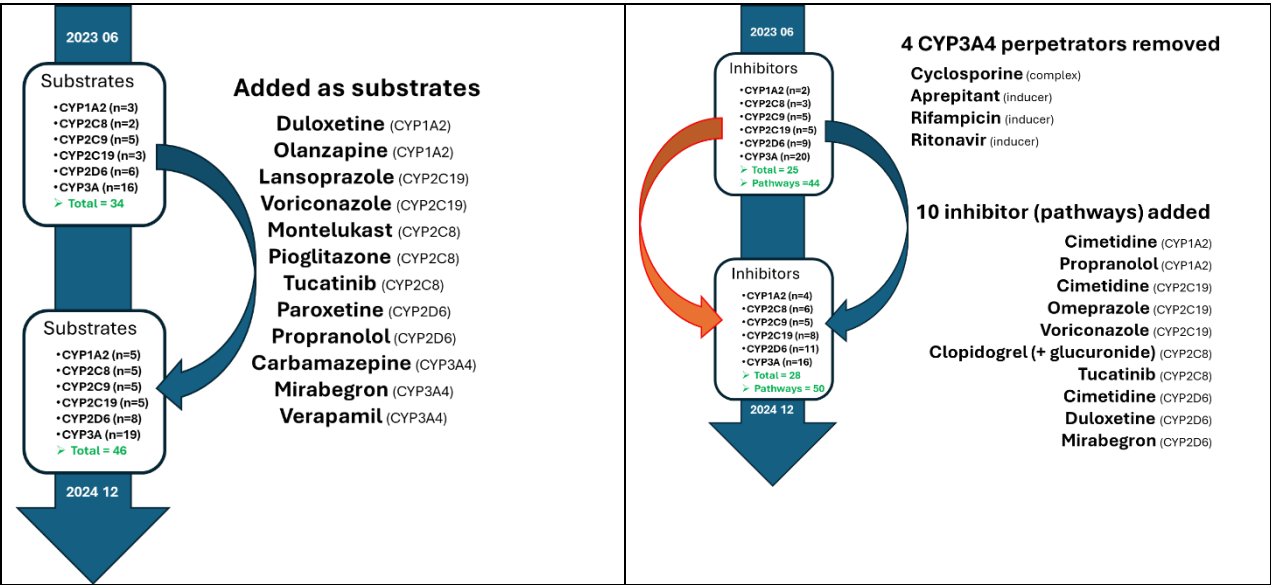 2023 06
Substrates
•CYP1A2 (n=3)
•CYP2C8 (n=2)
•CYP2C9 (n=5)
•CYP2C19 (n=3)
•CYP2D6 (n=6)
•CYP3A (n=16)
➢ Total = 34
Substrates
•CYP1A2 (n=5)
•CYP2C8 (n=5)
•CYP2C9 (n=5)
•CYP2C19 (n=5)
•CYP2D6 (n=8)
•CYP3A (n=19)
➢ Total = 46
2024 12
Added as substrates
Duloxetine (CYP1A2)
Olanzapine (CYP1A2)
Lansoprazole (CYP2C19)
Voriconazole (CYP2C19)
Montelukast (CYP2C8)
Pioglitazone (CYP2C8)
Tucatinib (CYP2C8)
Paroxetine (CYP2D6)
Propranolol (CYP2D6)
Carbamazepine (CYP3A4)
Mirabegron (CYP3A4)
Verapamil (CYP3A4)
2023 06
Inhibitors
•CYP1A2 (n=2)
•CYP2C8 (n=3)
•CYP2C9 (n=5)
•CYP2C19 (n=5)
•CYP2D6 (n=9)
•CYP3A (n=20)
➢ Total = 25
➢ Pathways =44
Inhibitors
•CYP1A2 (n=4)
•CYP2C8 (n=6)
•CYP2C9 (n=5)
•CYP2C19 (n=8)
•CYP2D6 (n=11)
•CYP3A (n=16)
➢ Total = 28
➢ Pathways = 50
2024 12
4 CYP3A4 perpetrators removed
Cyclosporine (complex)
Aprepitant (inducer)
Rifampicin (inducer)
Ritonavir (inducer)
10 inhibitor (pathways) added
Cimetidine (CYP1A2)
Propranolol (CYP1A2)
Cimetidine (CYP2C19)
Omeprazole (CYP2C19)
Voriconazole (CYP2C19)
Clopidogrel (+ glucuronide) (CYP2C8)
Tucatinib (CYP2C8)
Cimetidine (CYP2D6)
Duloxetine (CYP2D6)
Mirabegron (CYP2D6)